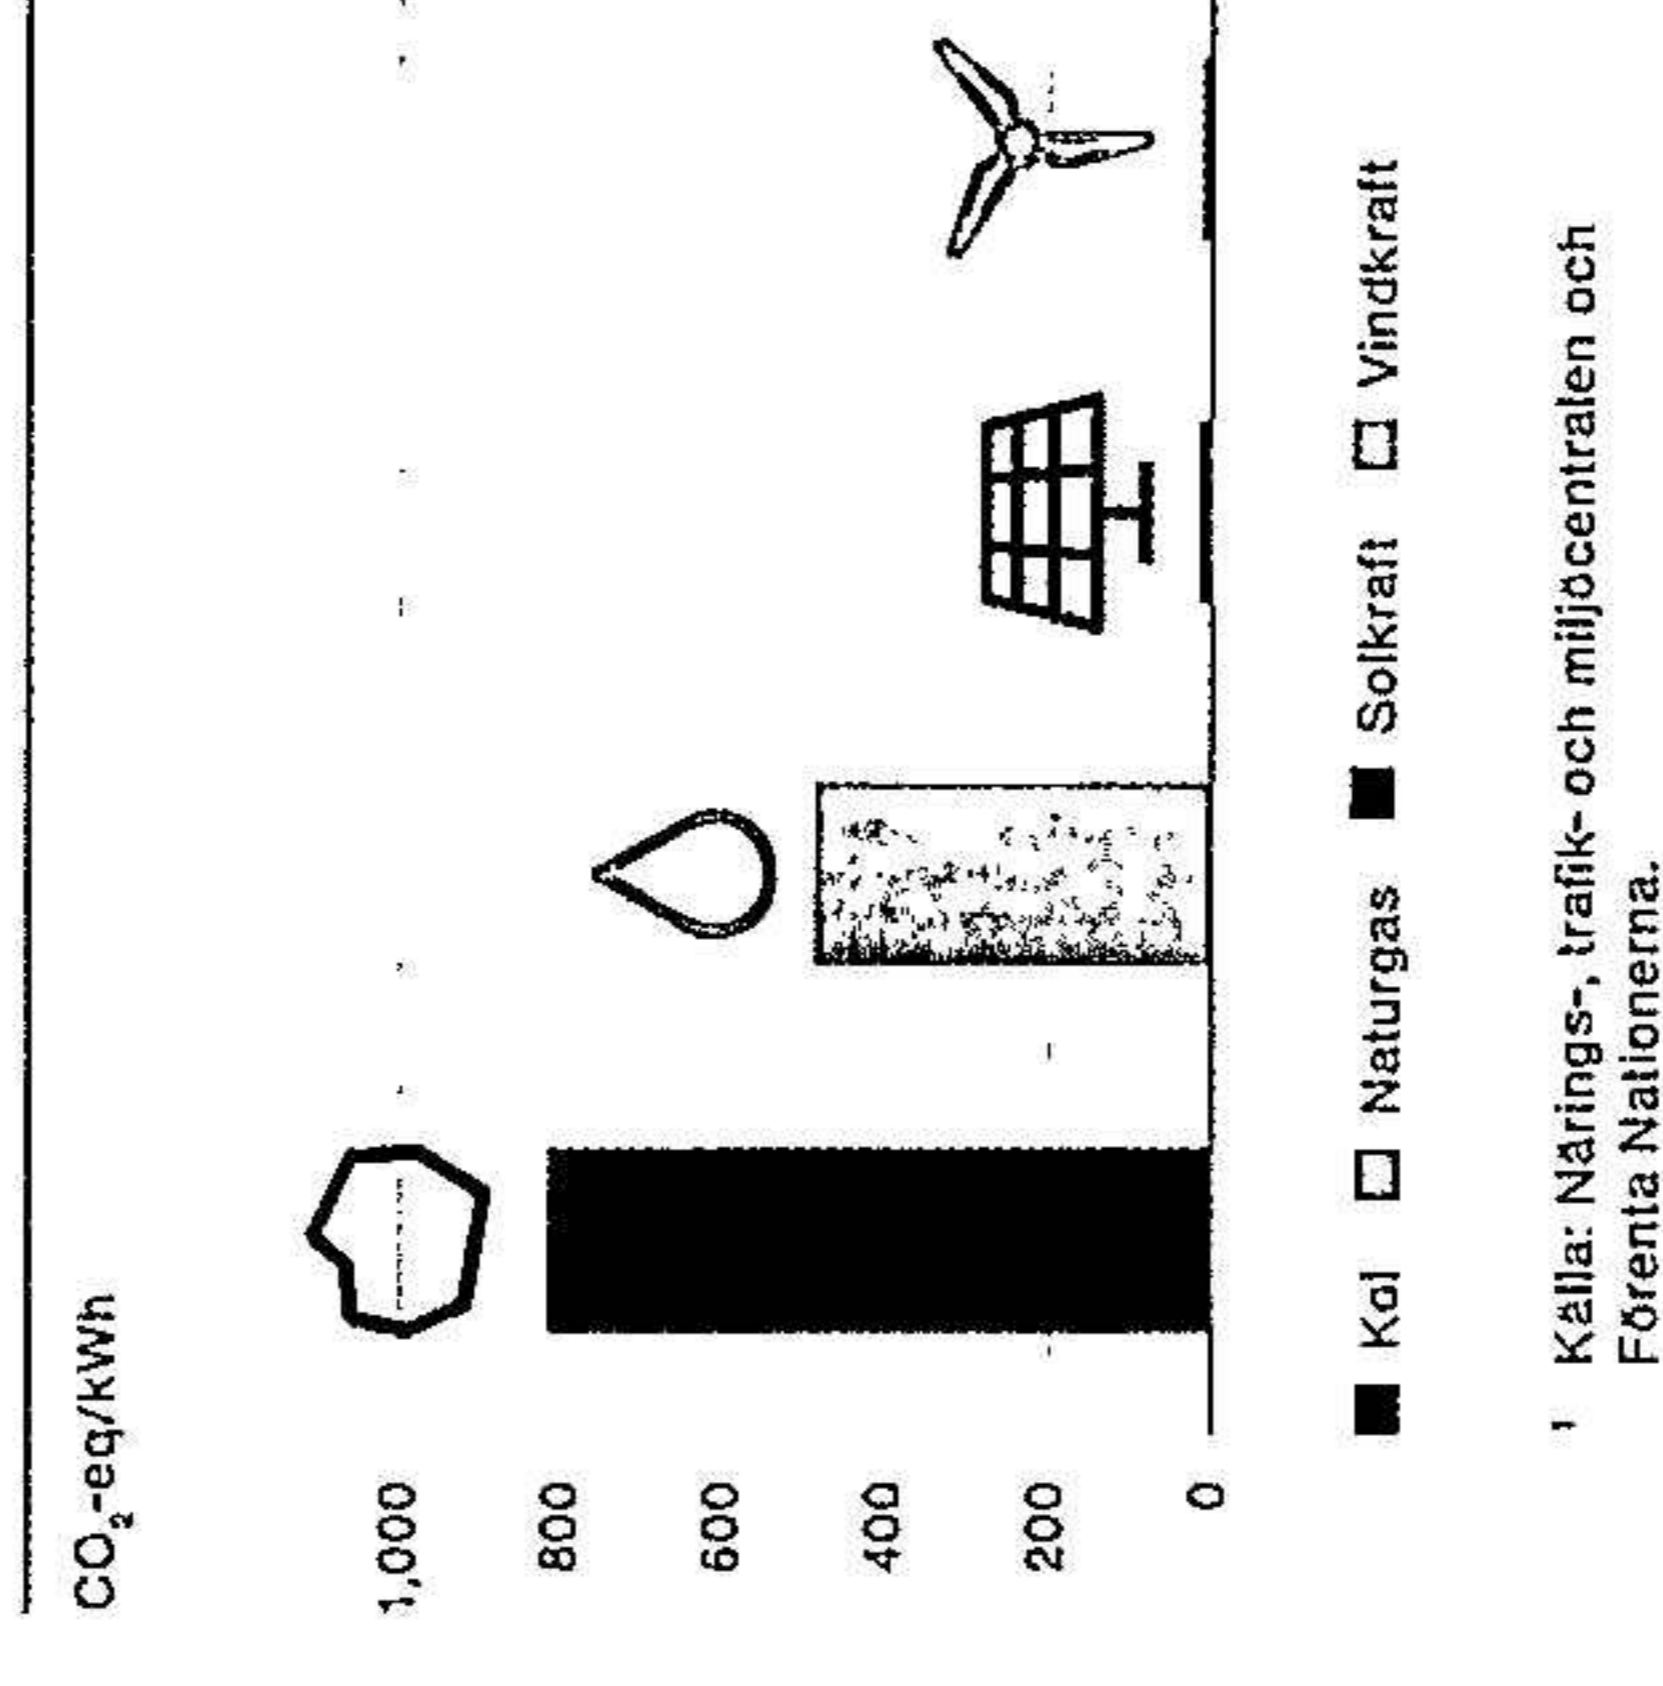 CO₂-eq/kWh
1,000
800
600
400
200
0
Kol Naturgas Solkraft Vindkraft
1 Källa: Närings-, trafik- och miljöcentralen och
Förenta Nationerna.